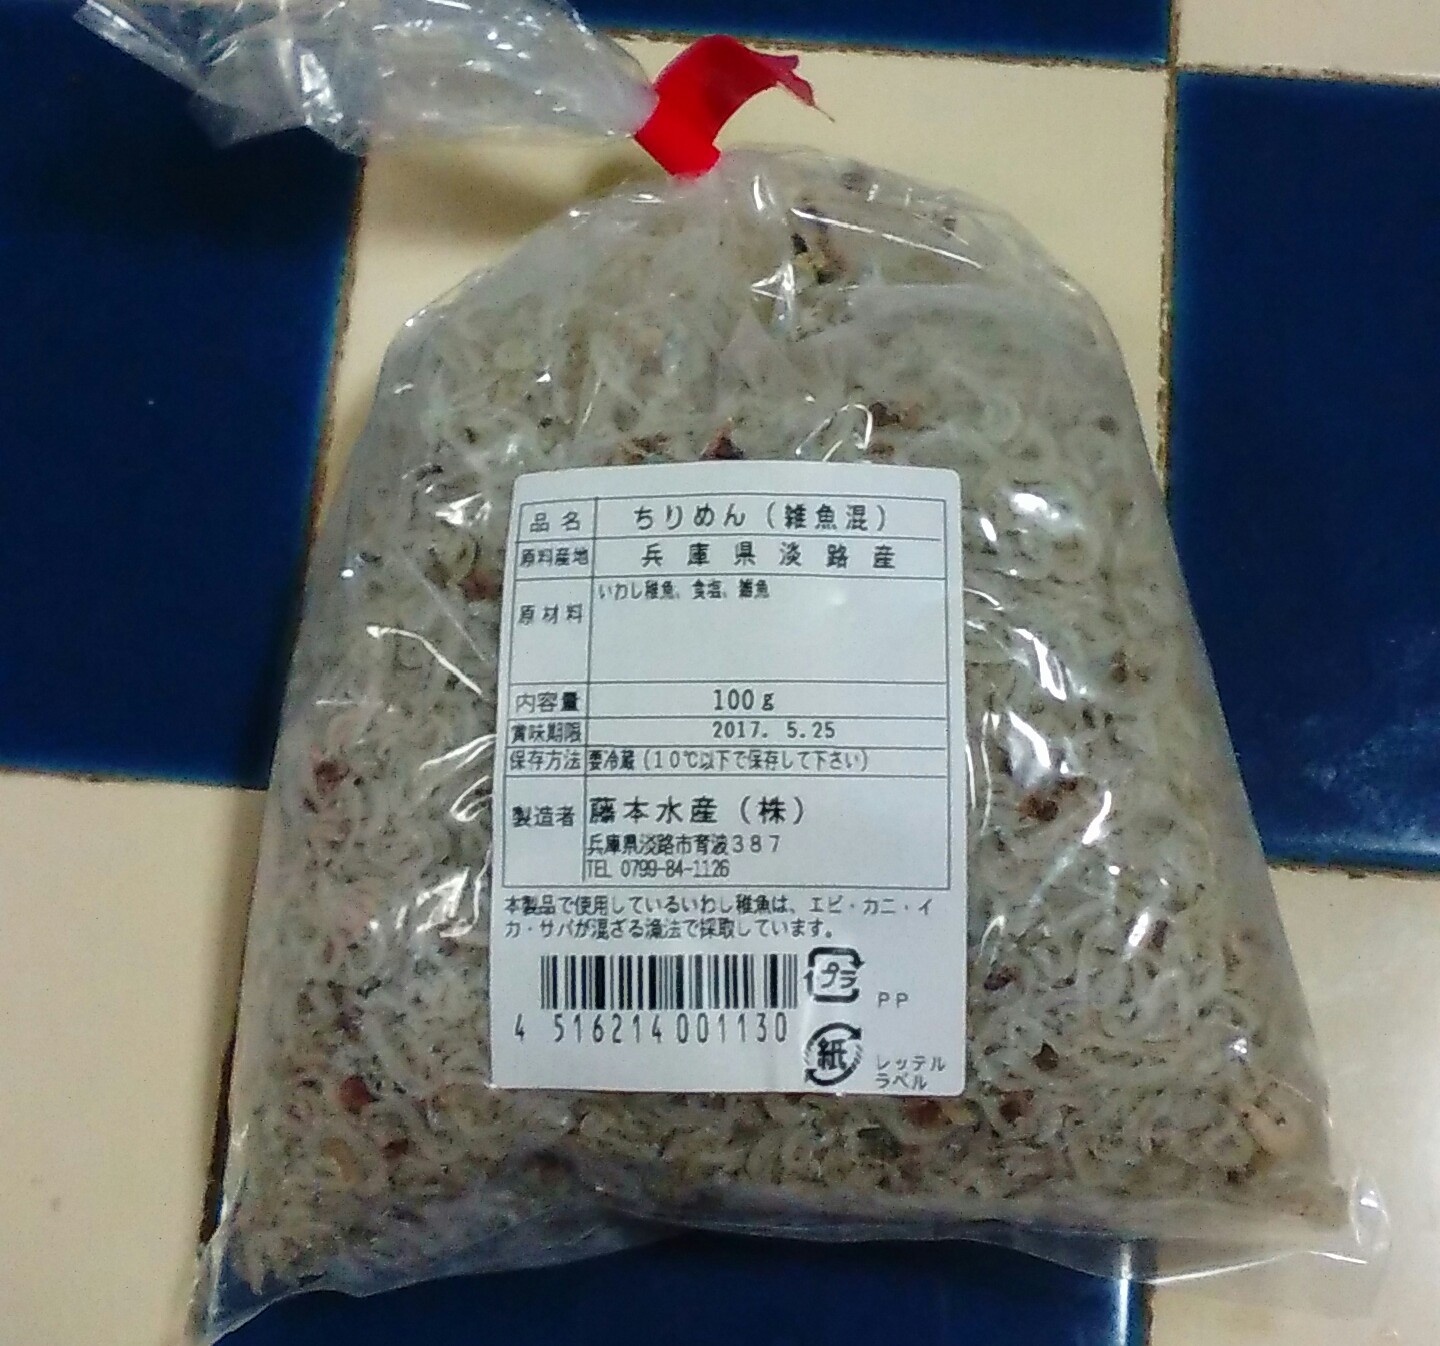 品名 ちりめん（雑魚混）
原料産地 兵庫県淡路産
原材料 いわし稚魚、食塩、雑魚
内容量 100g
賞味期限 2017. 5.25
保存方法 要冷蔵（10℃以下で保存して下さい）
製造者 藤本水産（株）
兵庫県淡路市育波387
TEL 0799-84-1126
本製品で使用しているいわし稚魚は、エビ・カニ・イ
カ・サバが混ざる漁法で採取しています。
プラ PP
4 516214 001130
紙 レッテル
ラベル